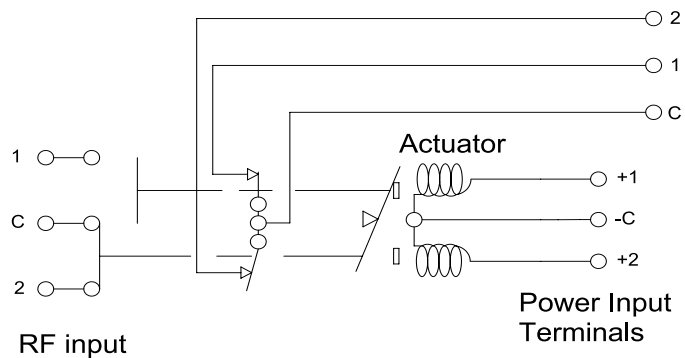 2
1
C
Actuator
1
+1
C
-C
2
+2
RF input
Power Input
Terminals